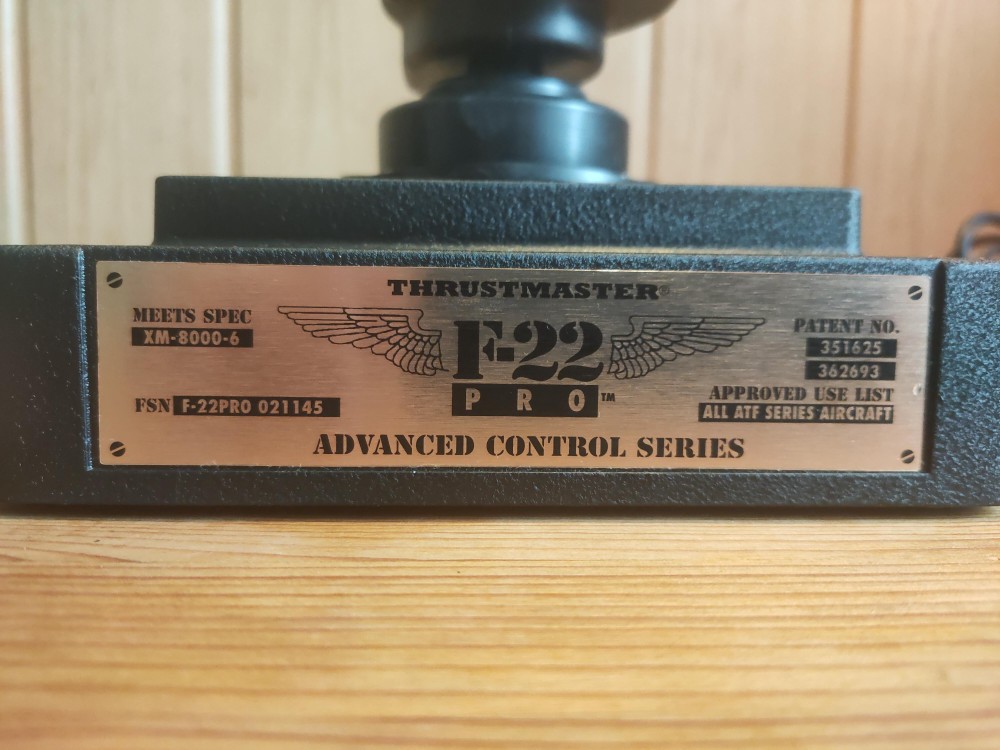 THRUSTMASTER®
MEETS SPEC
XM-8000-6
FSN F-22PRO 021145
F-22
PRO™
PATENT NO.
351625
362693
APPROVED USE LIST
ALL ATF SERIES AIRCRAFT
ADVANCED CONTROL SERIES